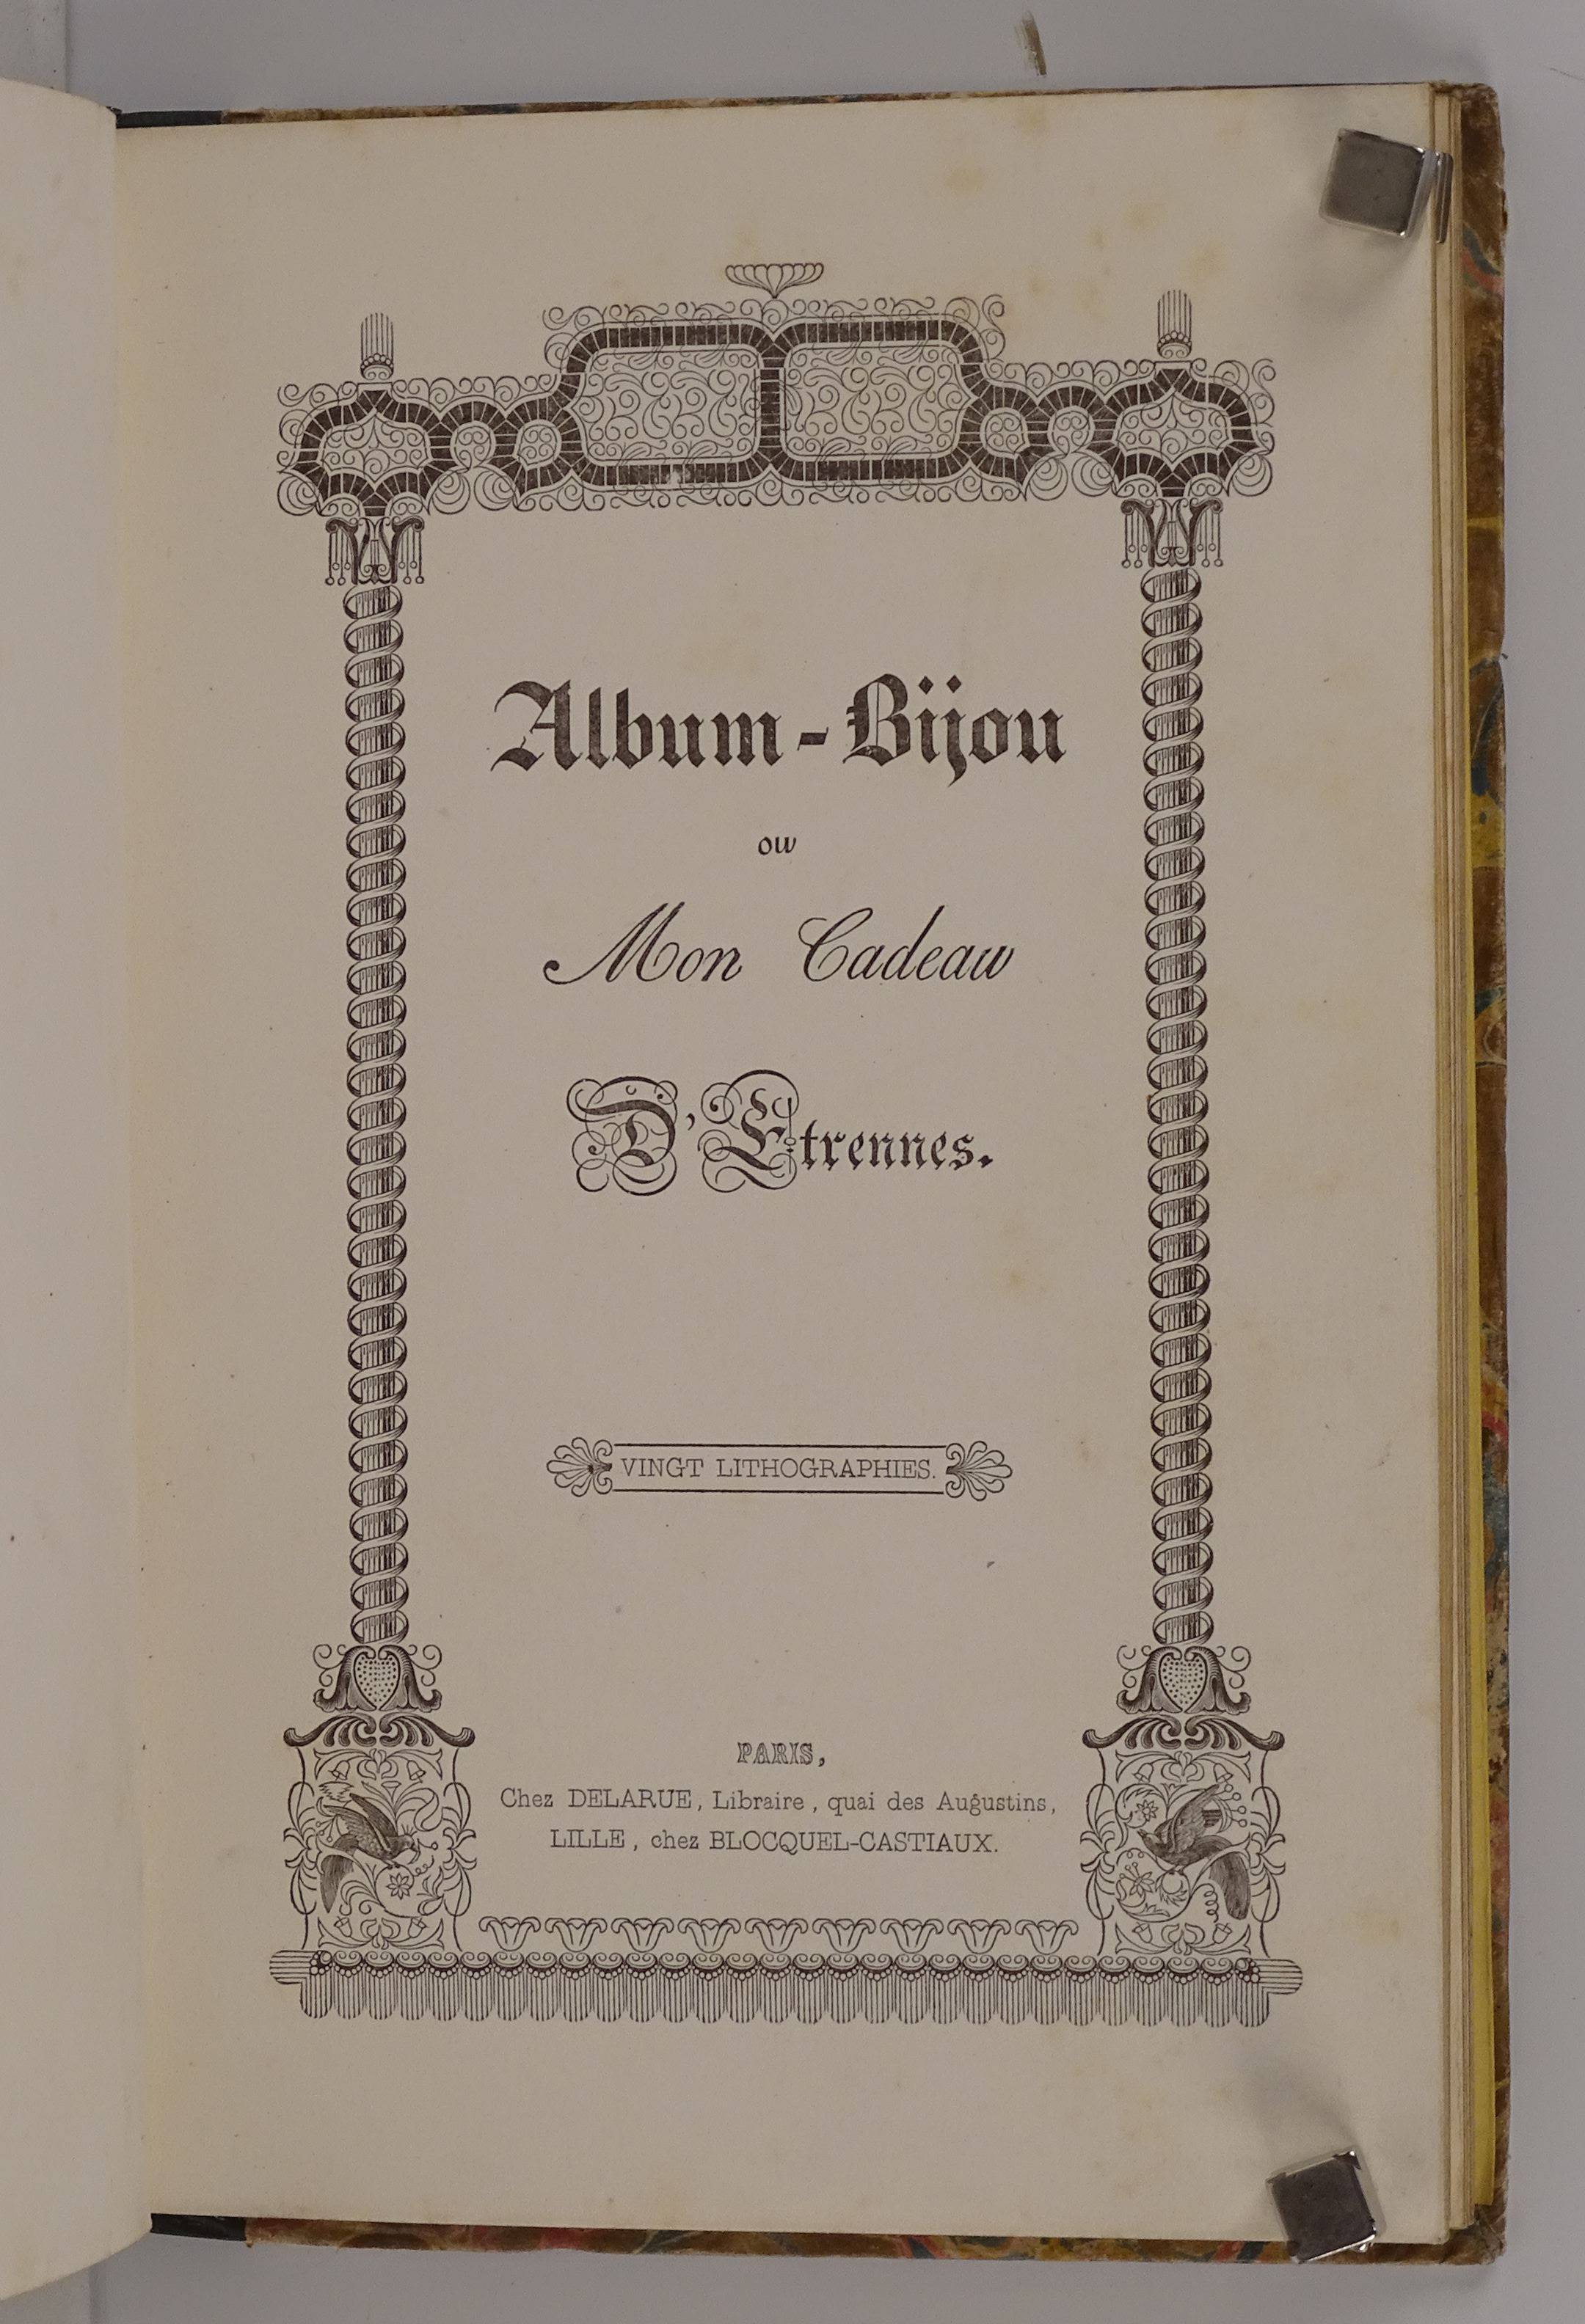 Album-Bijou
ou
Mon Cadeau
D'Etrennes.
VINGT LITHOGRAPHIES.
PARIS,
Chez DELARUE, Libraire, quai des Augustins,
LILLE, chez BLOCQUEL-CASTIAUX.